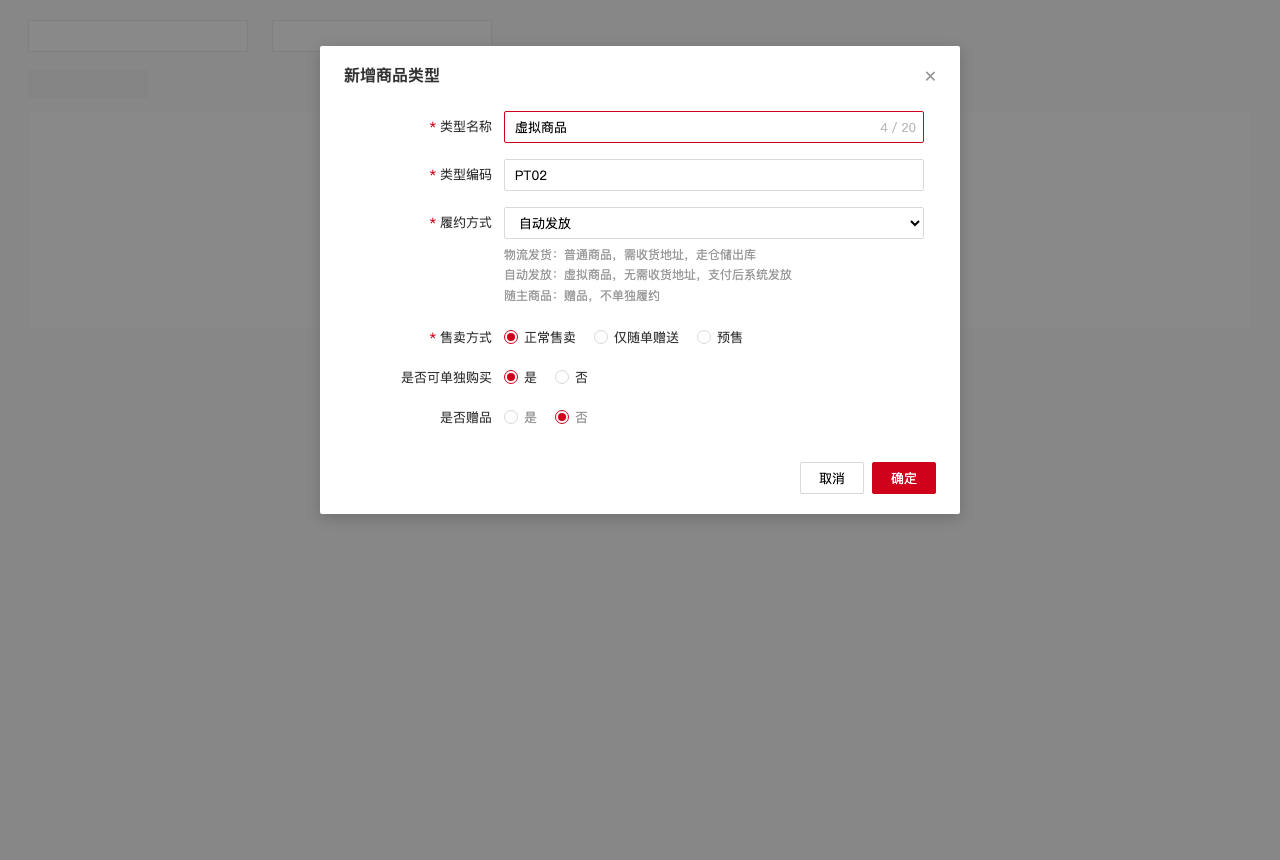 新增商品类型 ×
* 类型名称 虚拟商品 4 / 20
* 类型编码 PT02
* 履约方式 自动发放
物流发货：普通商品，需收货地址，走仓储出库
自动发放：虚拟商品，无需收货地址，支付后系统发放
随主商品：赠品，不单独履约
* 售卖方式 正常售卖 仅随单赠送 预售
是否可单独购买 是 否
是否赠品 是 否
取消 确定